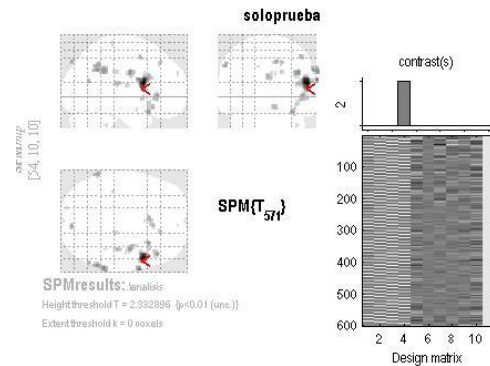 soloprueba
contrast(s)
2
SPMmip
[54, 10, 10]
SPM{T571}
100
200
300
400
500
600
2 4 6 8 10
Design matrix
SPMresults: .\analisis
Height threshold T = 2.332896 {p<0.01 (unc.)}
Extent threshold k = 0 voxels